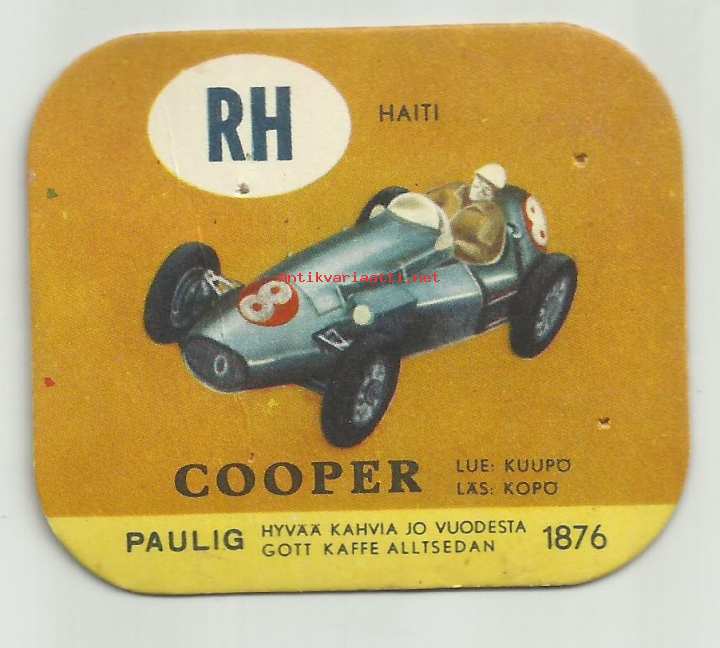 RH
HAITI
8
antikvariaatti.net
8
COOPER
LUE: KUUPÖ
LÄS: KOPÖ
PAULIG
HYVÄÄ KAHVIA JO VUODESTA
GOTT KAFFE ALLTSEDAN
1876